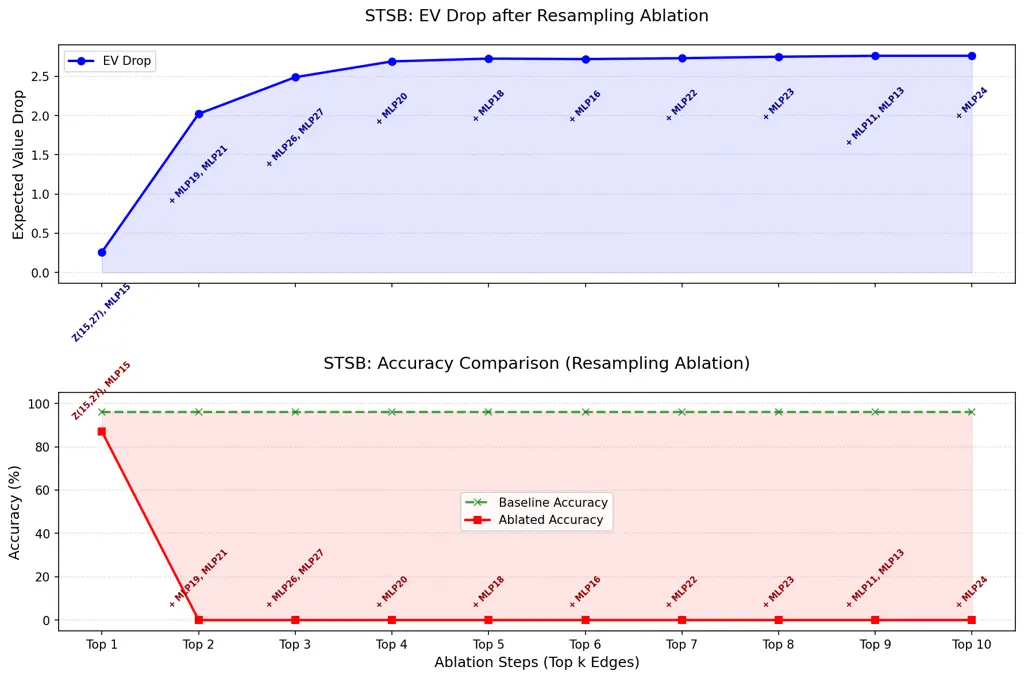 STSB: EV Drop after Resampling Ablation
EV Drop
Expected Value Drop
2.5
2.0
1.5
1.0
0.5
0.0
Z(15,27), MLP15
+ MLP19, MLP21
+ MLP26, MLP27
+ MLP20
+ MLP18
+ MLP16
+ MLP22
+ MLP23
+ MLP11, MLP13
+ MLP24
STSB: Accuracy Comparison (Resampling Ablation)
Z(15,27), MLP15
+ MLP19, MLP21
+ MLP26, MLP27
+ MLP20
+ MLP18
+ MLP16
+ MLP22
+ MLP23
+ MLP11, MLP13
+ MLP24
Baseline Accuracy
Ablated Accuracy
Accuracy (%)
100
80
60
40
20
0
Top 1 Top 2 Top 3 Top 4 Top 5 Top 6 Top 7 Top 8 Top 9 Top 10
Ablation Steps (Top k Edges)